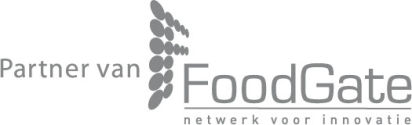 Partner van
FoodGate
netwerk voor innovatie